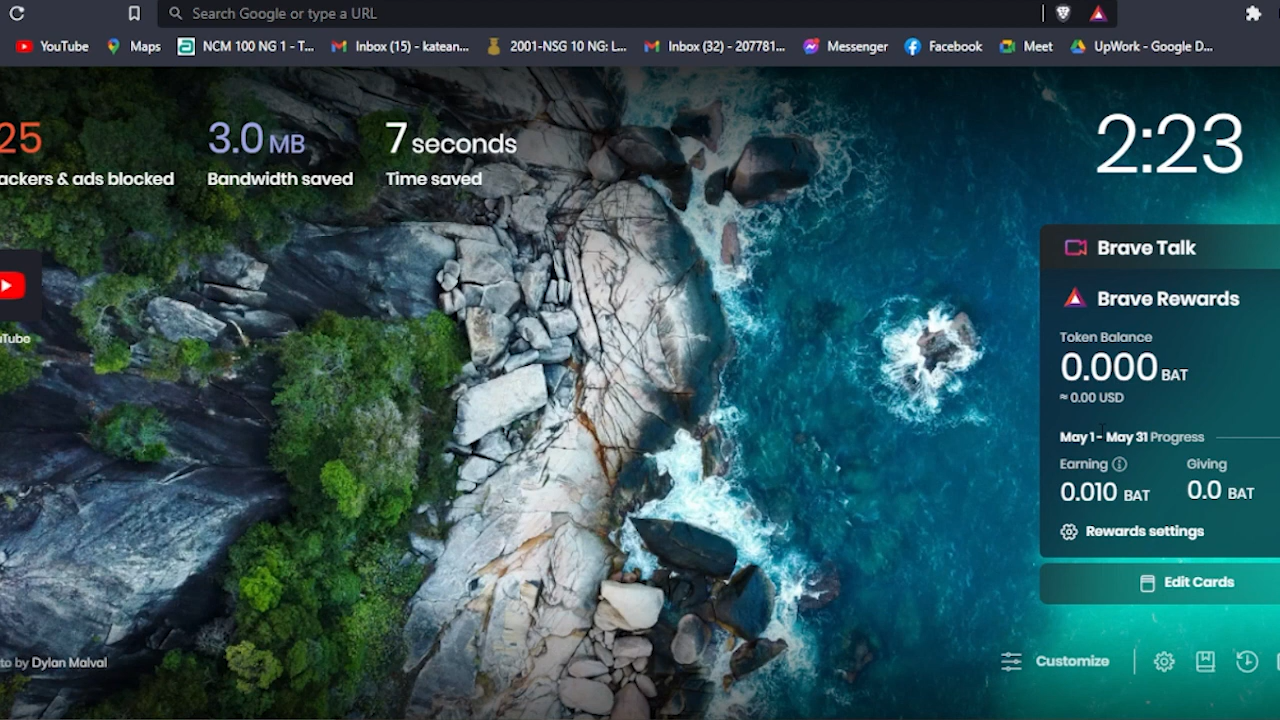 Search Google or type a URL
YouTube
Maps
NCM 100 NG 1 - T...
Inbox (15) - katean...
2001-NSG 10 NG: L...
Inbox (32) - 207781...
Messenger
Facebook
Meet
UpWork - Google D...
25
ackers & ads blocked
3.0 MB
Bandwidth saved
7 seconds
Time saved
2:23
uTube
Brave Talk
Brave Rewards
Token Balance
0.000 BAT
≈ 0.00 USD
May 1 - May 31 Progress
Earning
0.010 BAT
Giving
0.0 BAT
Rewards settings
Edit Cards
to by Dylan Malval
Customize